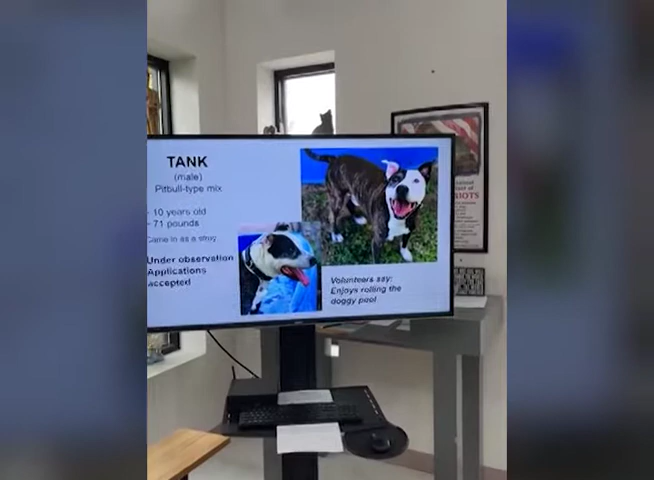 TANK
(male)
Pitbull-type mix
- 10 years old
- 71 pounds
Came in as a stray
Under observation
Applications
accepted
Volunteers say:
Enjoys rolling the
doggy pool